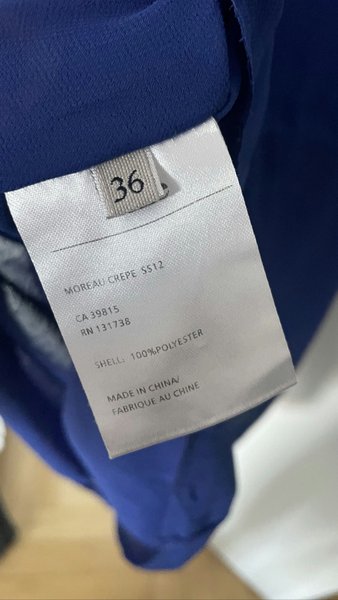 36
MOREAU CREPE SS12
CA 39815
RN 131738
SHELL: 100%POLYESTER
MADE IN CHINA/
FABRIQUE AU CHINE